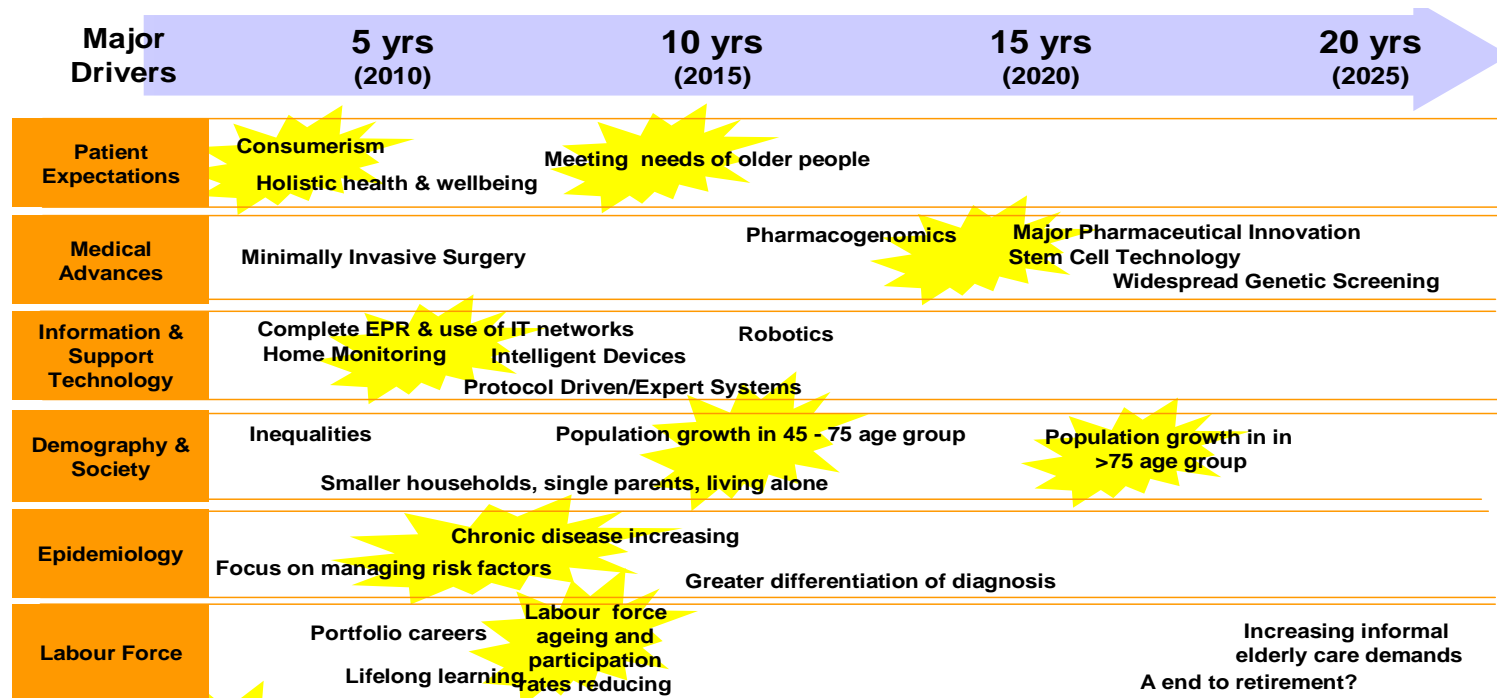 Major
Drivers
5 yrs
(2010)
10 yrs
(2015)
15 yrs
(2020)
20 yrs
(2025)
Patient
Expectations
Consumerism
Holistic health & wellbeing
Meeting needs of older people
Medical
Advances
Minimally Invasive Surgery
Pharmacogenomics
Major Pharmaceutical Innovation
Stem Cell Technology
Widespread Genetic Screening
Information &
Support
Technology
Complete EPR & use of IT networks
Home Monitoring
Intelligent Devices
Robotics
Protocol Driven/Expert Systems
Demography &
Society
Inequalities
Population growth in 45 - 75 age group
Population growth in in
>75 age group
Smaller households, single parents, living alone
Epidemiology
Chronic disease increasing
Focus on managing risk factors
Greater differentiation of diagnosis
Labour Force
Portfolio careers
Lifelong learning
Labour force
ageing and
participation
rates reducing
Increasing informal
elderly care demands
A end to retirement?